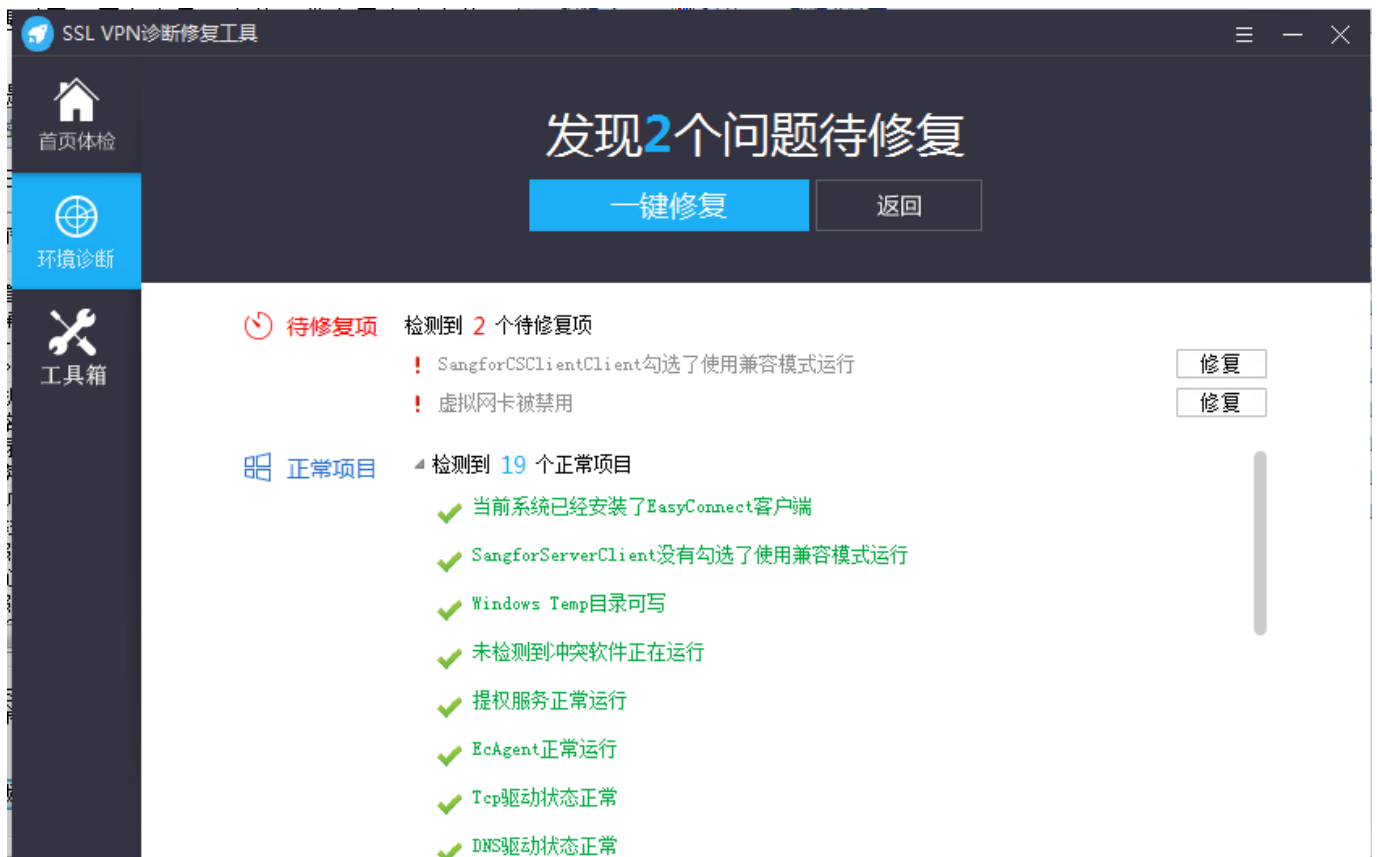 SSL VPN诊断修复工具
首页体检
环境诊断
工具箱
发现2个问题待修复
一键修复
返回
待修复项 检测到 2 个待修复项
SangforCSClientClient勾选了使用兼容模式运行 修复
虚拟网卡被禁用 修复
正常项目 检测到 19 个正常项目
当前系统已经安装了EasyConnect客户端
SangforServerClient没有勾选了使用兼容模式运行
Windows Temp目录可写
未检测到冲突软件正在运行
提权服务正常运行
EcAgent正常运行
Tcp驱动状态正常
DNS驱动状态正常